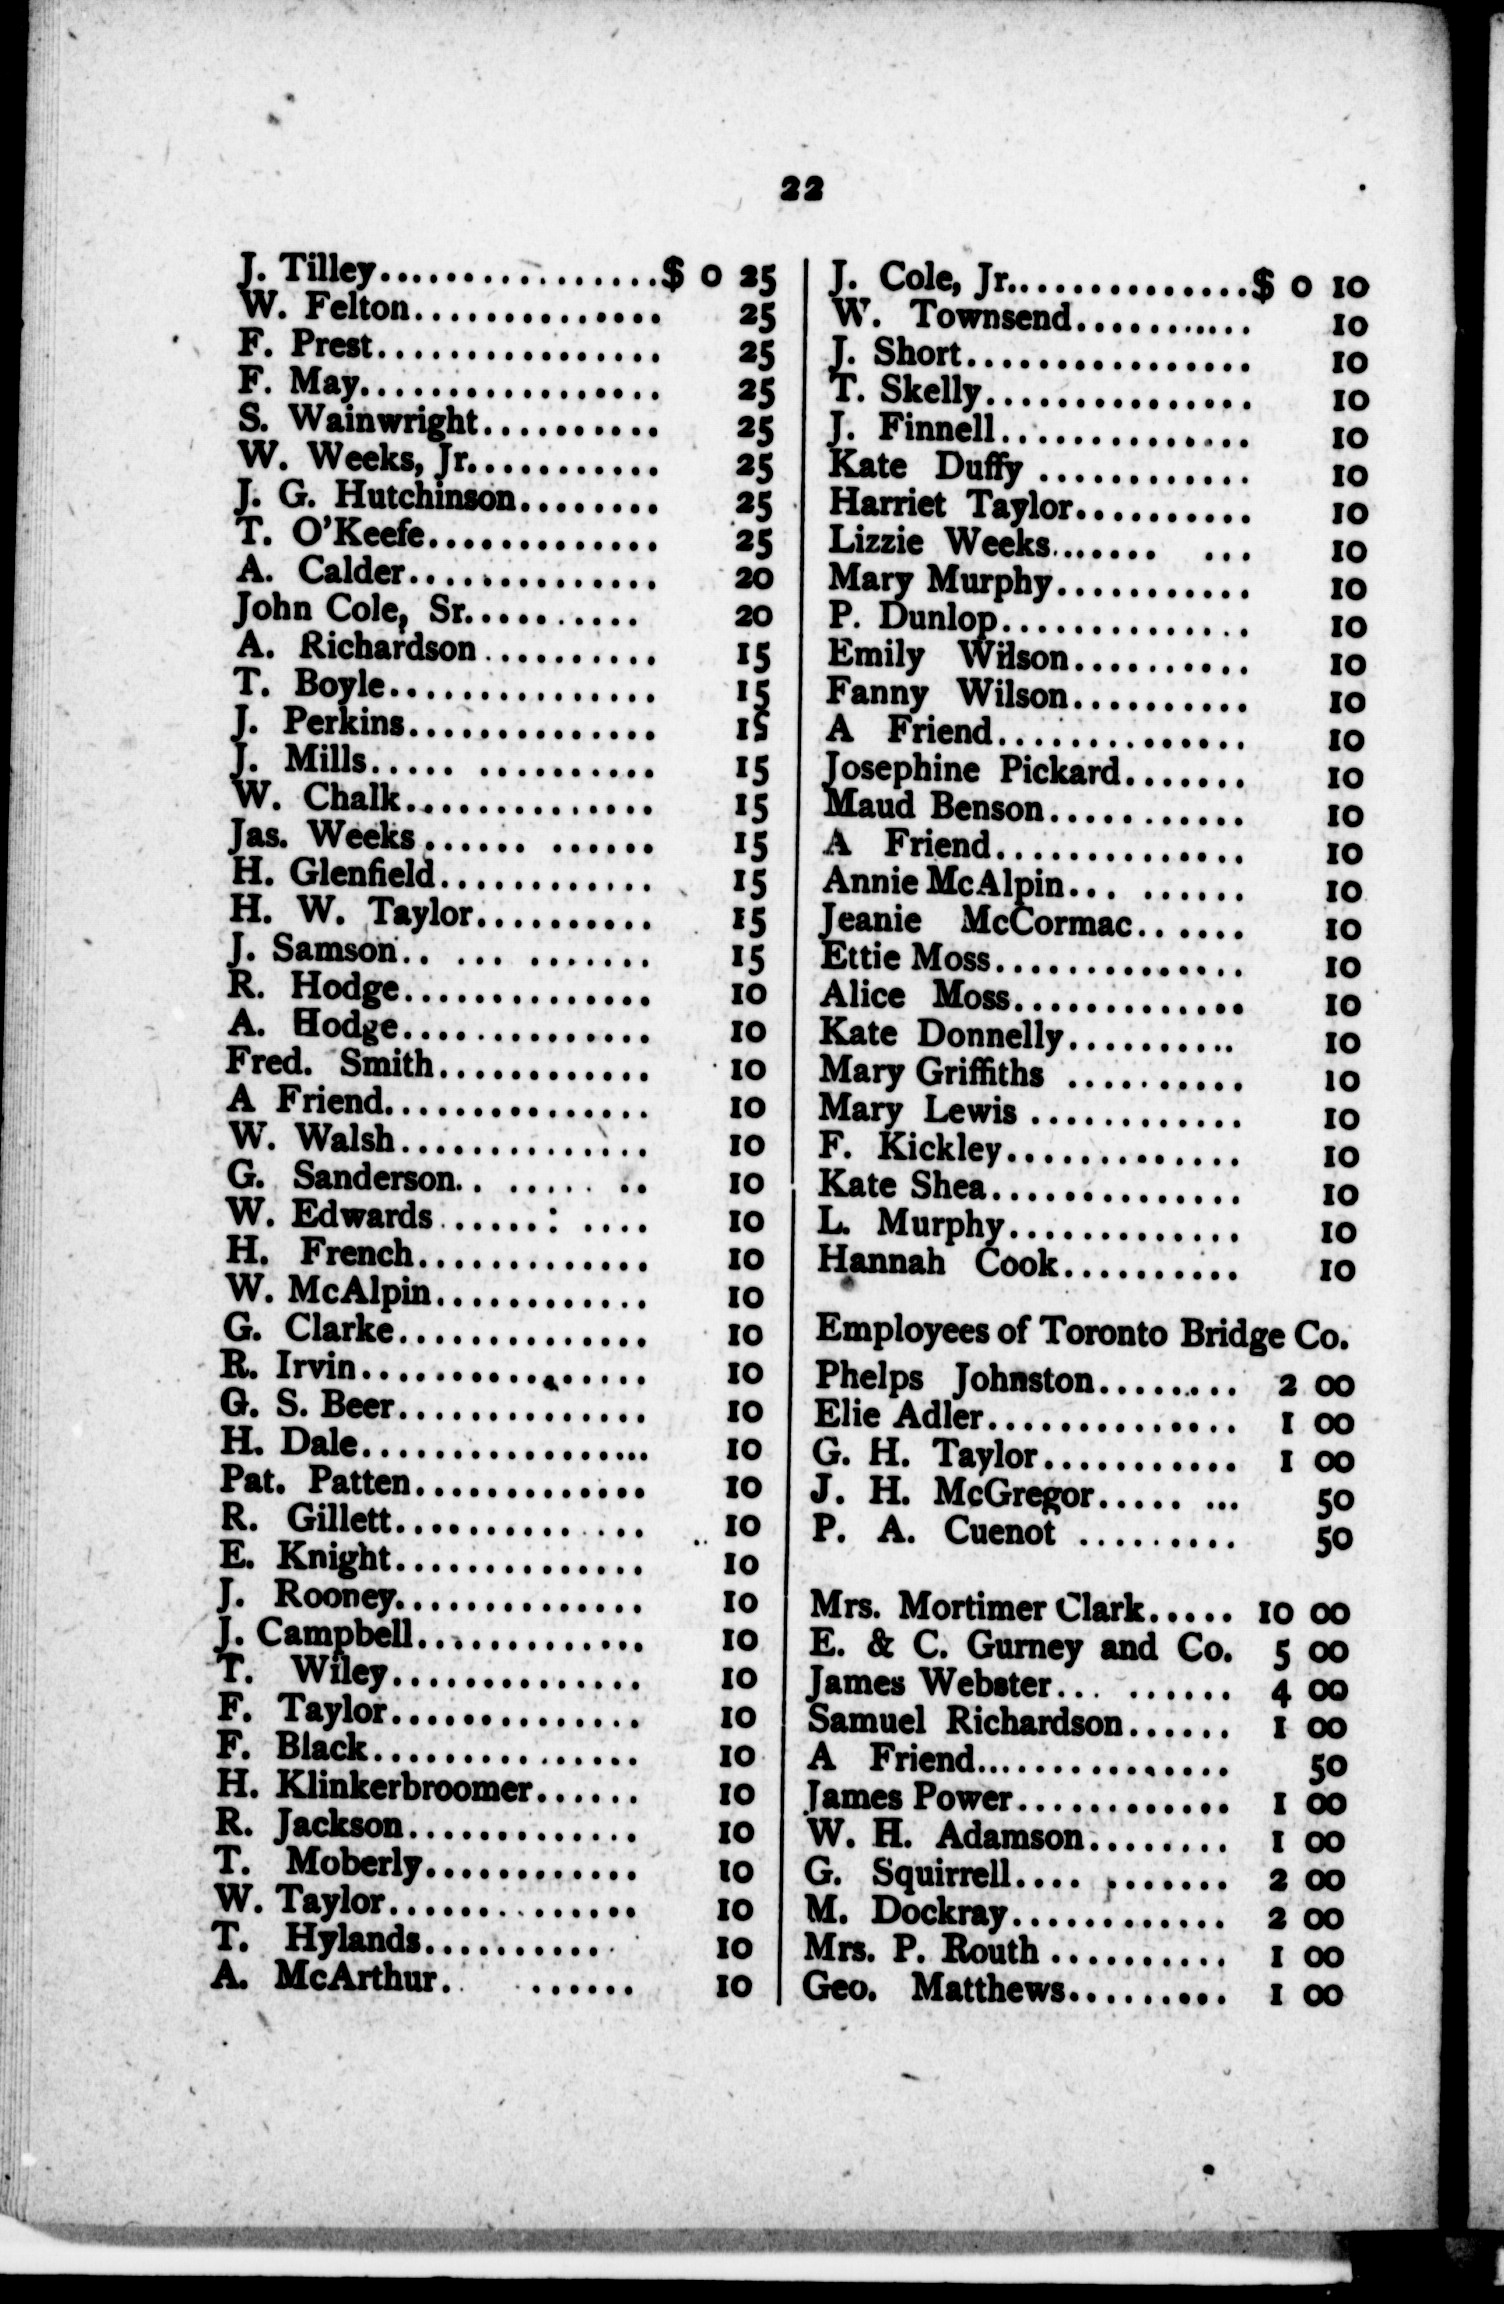 22
J. Tilley.................$ 0 25
W. Felton.............. 25
F. Prest................ 25
F. May................. 25
S. Wainwright.......... 25
W. Weeks, Jr........... 25
J. G. Hutchinson........ 25
T. O'Keefe............. 25
A. Calder.............. 20
John Cole, Sr.......... 20
A. Richardson.......... 15
T. Boyle............... 15
J. Perkins.............. 15
J. Mills..... .......... 15
W. Chalk.............. 15
Jas. Weeks...... ...... 15
H. Glenfield............ 15
H. W. Taylor.......... 15
J. Samson.. ... ....... 15
R. Hodge.............. 10
A. Hodge.............. 10
Fred. Smith............ 10
A Friend............... 10
W. Walsh.............. 10
G. Sanderson.. ..... .. 10
W. Edwards......: .... 10
H. French............. 10
W. McAlpin............ 10
G. Clarke.............. 10
R. Irvin................ 10
G. S. Beer.............. 10
H. Dale................ 10
Pat. Patten............. 10
R. Gillett.............. 10
E. Knight.............. 10
J. Rooney.............. 10
J. Campbell............. 10
T. Wiley.............. 10
F. Taylor.............. 10
F. Black............... 10
H. Klinkerbroomer...... 10
R. Jackson............. 10
T. Moberly............ 10
W. Taylor.............. 10
T. Hylands.......... 10
A. McArthur.. ...... 10
J. Cole, Jr..............$ 0 10
W. Townsend.......... 10
J. Short................ 10
T. Skelly............... 10
J. Finnell.............. 10
Kate Duffy ............ 10
Harriet Taylor.......... 10
Lizzie Weeks....... ... 10
Mary Murphy........... 10
P. Dunlop.............. 10
Emily Wilson.......... 10
Fanny Wilson.......... 10
A Friend.............. 10
Josephine Pickard....... 10
Maud Benson........... 10
A Friend.............. 10
Annie McAlpin... ...... 10
Jeanie McCormac...... 10
Ettie Moss.............. 10
Alice Moss............. 10
Kate Donnelly.......... 10
Mary Griffiths .......... 10
Mary Lewis ............ 10
F. Kickley............. 10
Kate Shea.............. 10
L. Murphy............. 10
Hannah Cook.......... 10
Employees of Toronto Bridge Co.
Phelps Johnston........ 2 00
Elie Adler.............. 1 00
G. H. Taylor........... 1 00
J. H. McGregor..... ... 50
P. A. Cuenot ......... 50
Mrs. Mortimer Clark..... 10 00
E. & C. Gurney and Co. 5 00
James Webster... ...... 4 00
Samuel Richardson...... 1 00
A Friend............... 50
James Power............ 1 00
W. H. Adamson........ 1 00
G. Squirrell.... ....... 2 00
M. Dockray............ 2 00
Mrs. P. Routh .......... 1 00
Geo. Matthews......... 1 00